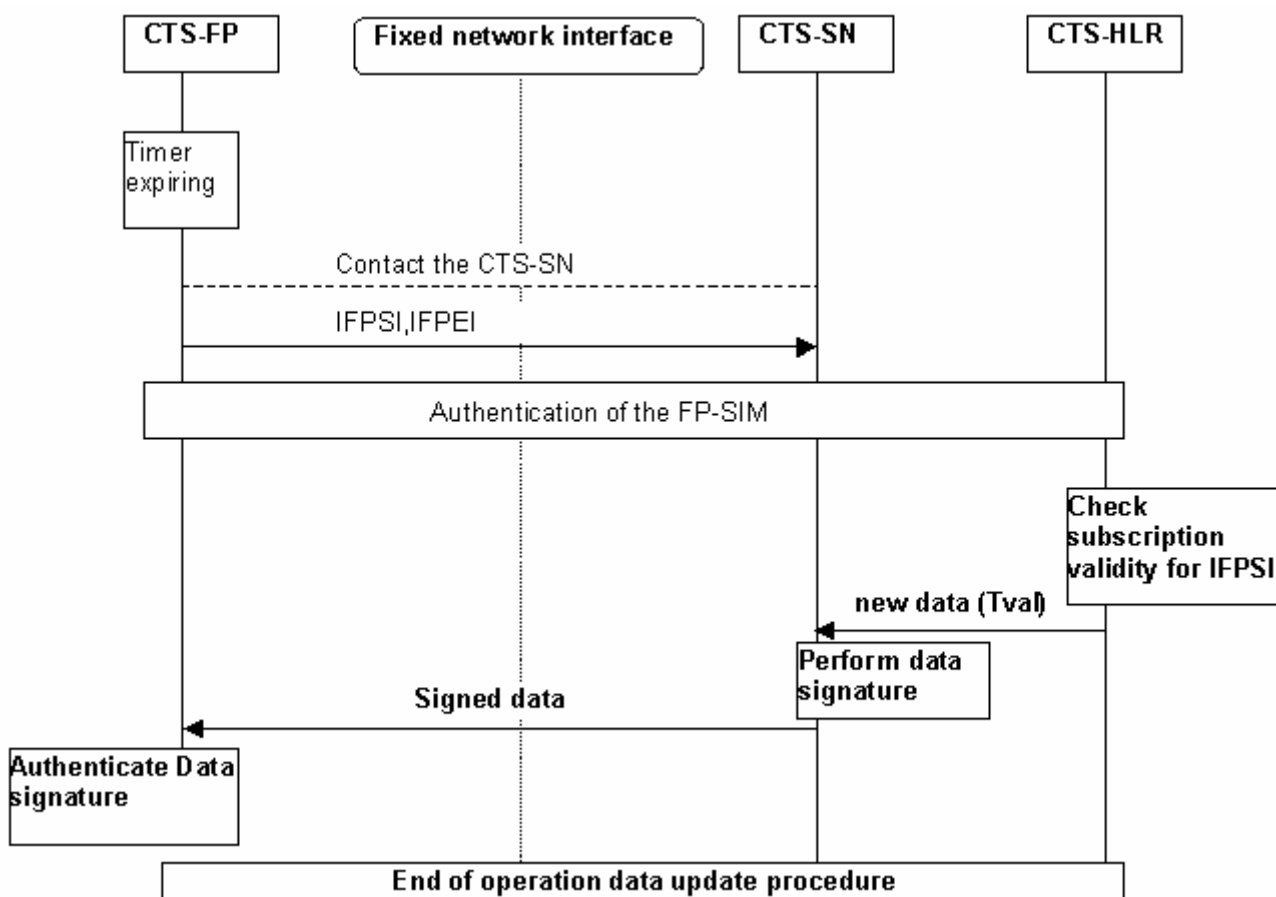 CTS-FP
Fixed network interface
CTS-SN
CTS-HLR
Timer
expiring
Contact the CTS-SN
IFPSI,IFPEI
Authentication of the FP-SIM
Check
subscription
validity for IFPSI
new data (Tval)
Perform data
signature
Signed data
Authenticate Data
signature
End of operation data update procedure